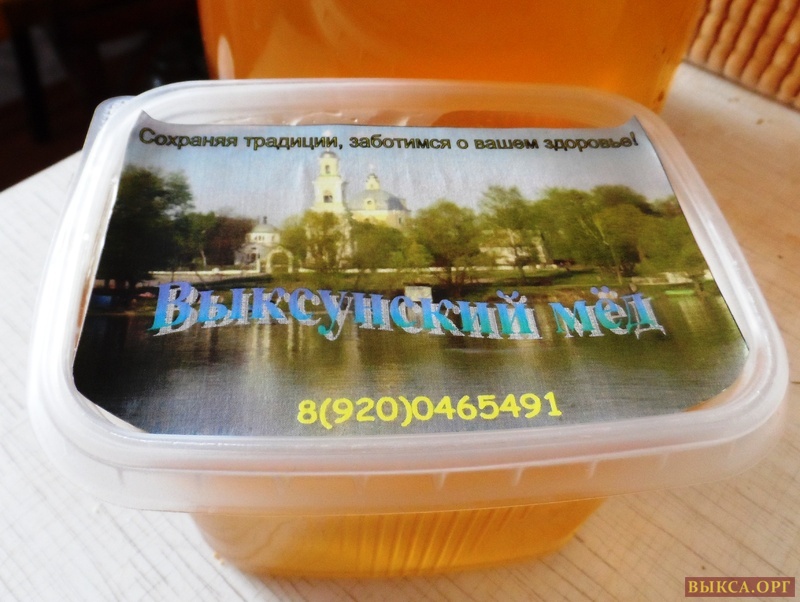 Сохраняя традиции, заботимся о вашем здоровье!
Выксунский мёд
8(920)0465491
ВЫКСА.ОРГ